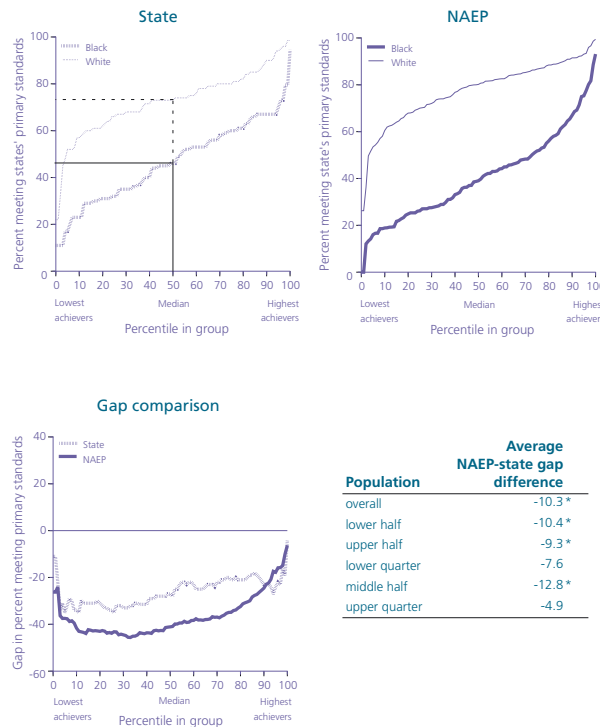 State
Percent meeting states' primary standards
100
80
60
40
20
0
Black
White
0 10 20 30 40 50 60 70 80 90 100
Lowest achievers
Median
Highest achievers
Percentile in group
NAEP
Percent meeting state's primary standards
100
80
60
40
20
0
Black
White
0 10 20 30 40 50 60 70 80 90 100
Lowest achievers
Median
Highest
Percentile in group
Gap comparison
Gap in percent meeting primary standards
40
20
0
-20
-40
-60
State
NAEP
0 10 20 30 40 50 60 70 80 90 100
Lowest achievers
Median
Highest achievers
Percentile in group
Average
NAEP-state gap
Population difference
overall -10.3 *
lower half -10.4 *
upper half -9.3 *
lower quarter -7.6
middle half -12.8 *
upper quarter -4.9